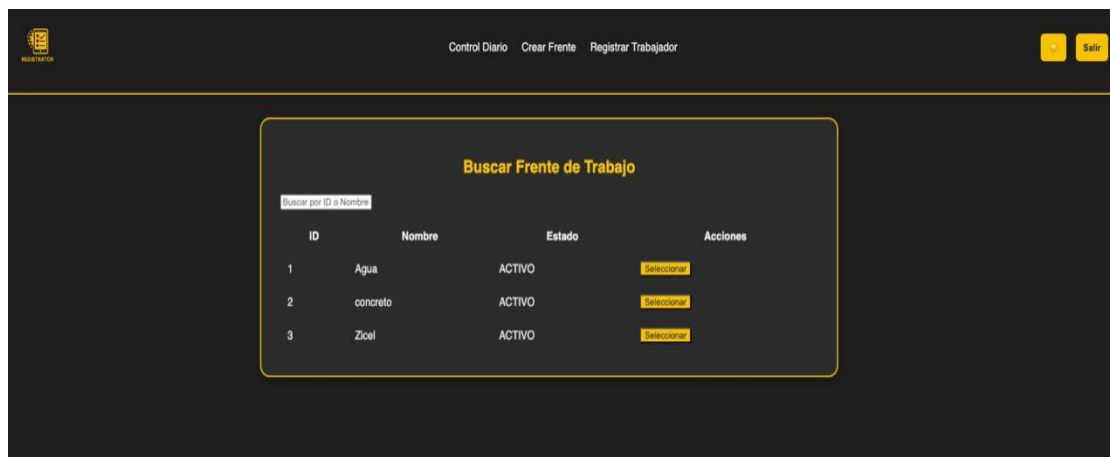 REGISTRATOR
Control Diario Crear Frente Registrar Trabajador
Salir
Buscar Frente de Trabajo
Buscar por ID o Nombre
ID Nombre Estado Acciones
1 Agua ACTIVO Seleccionar
2 concreto ACTIVO Seleccionar
3 Zicel ACTIVO Seleccionar